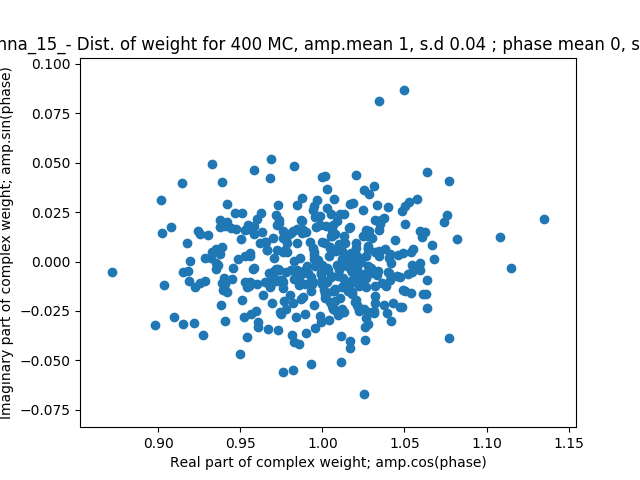 nna_15_- Dist. of weight for 400 MC, amp.mean 1, s.d 0.04 ; phase mean 0, s
0.100
0.075
0.050
0.025
0.000
−0.025
−0.050
−0.075
Imaginary part of complex weight; amp.sin(phase)
0.90 0.95 1.00 1.05 1.10 1.15
Real part of complex weight; amp.cos(phase)